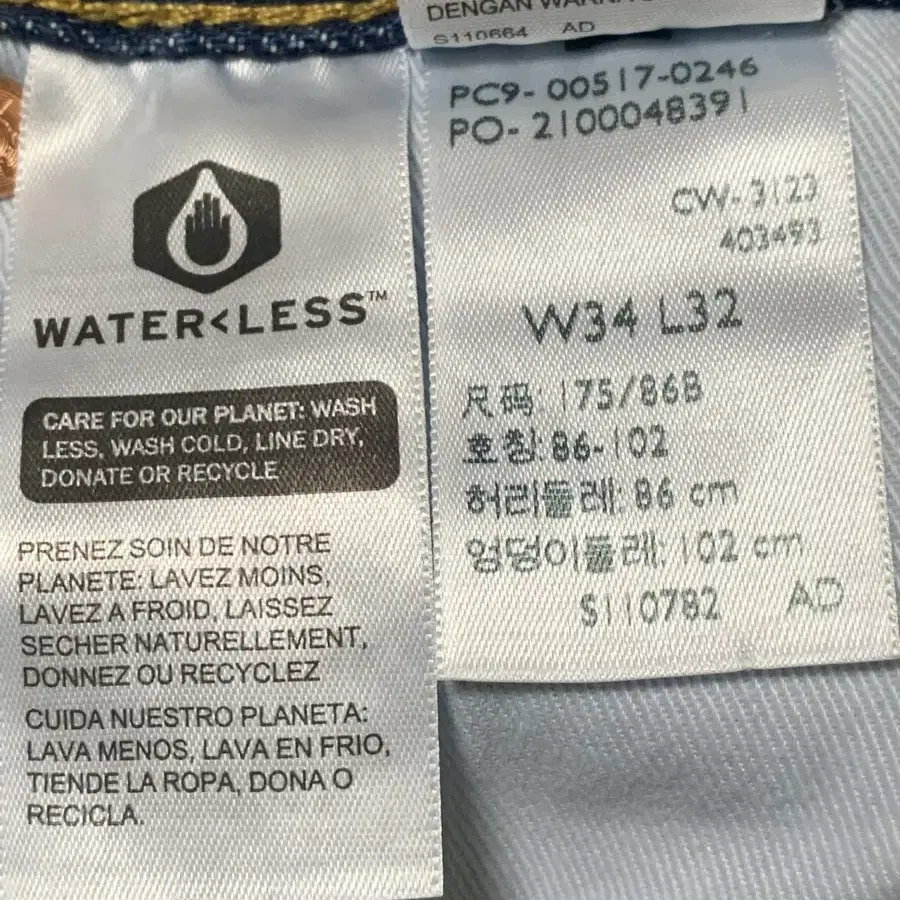 S110664 AD
WATER<LESS™
CARE FOR OUR PLANET: WASH
LESS, WASH COLD, LINE DRY,
DONATE OR RECYCLE
PRENEZ SOIN DE NOTRE
PLANETE: LAVEZ MOINS,
LAVEZ A FROID, LAISSEZ
SECHER NATURELLEMENT,
DONNEZ OU RECYCLEZ
CUIDA NUESTRO PLANETA:
LAVA MENOS, LAVA EN FRIO,
TIENDE LA ROPA, DONA O
RECICLA.
PC9- 00517-0246
PO- 2100048391
CW- 3123
403493
W34 L32
尺码: 175/86B
호칭: 86-102
허리둘레: 86 cm
엉덩이둘레: 102 cm
S110782 AD